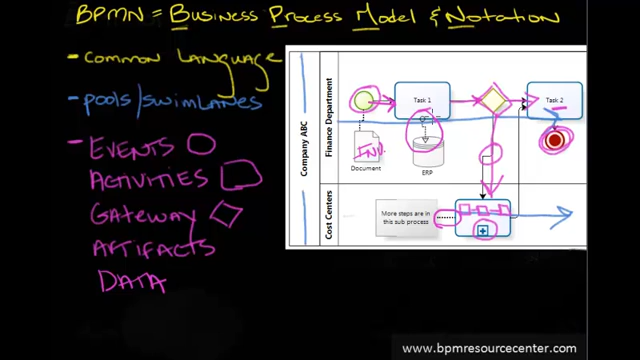 BPMN = Business Process Model & Notation
- Common Language
- pools/swimlanes
- EVENTS
ACTIVITIES
Gateway
ARTIFACTS
DATA
Company ABC
Finance Department
Task 1
Task 2
INV.
Document
ERP
Cost Centers
More steps are in
this sub process
www.bpmresourcecenter.com